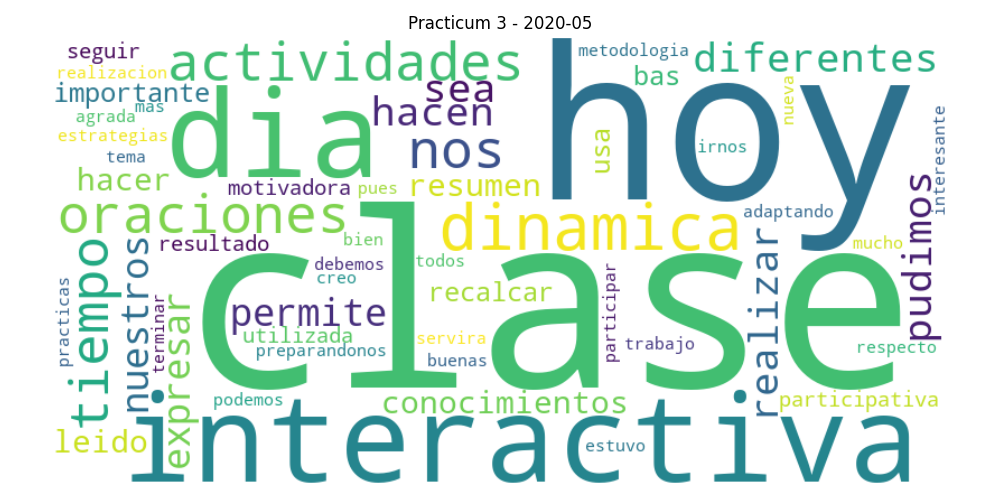 Practicum 3 - 2020-05
seguir
actividades
hoy
metodologia
diferentes
realizacion
importante
sea
bas
nueva
agrada
mas
dia
hacen
estrategias
nos
usa
irnos
interesante
tema
hacer
motivadora
pues
resumen
oraciones
dinamica
adaptando
pudimos
resultado
bien
mucho
clase
tiempo
nuestros
debemos
todos
creo
realizar
practicas
terminar
expresar
permite
recalcar
participar
utilizada
servira
trabajo
respecto
preparandonos
buenas
podemos
conocimientos
participativa
leido
interactiva
estuvo